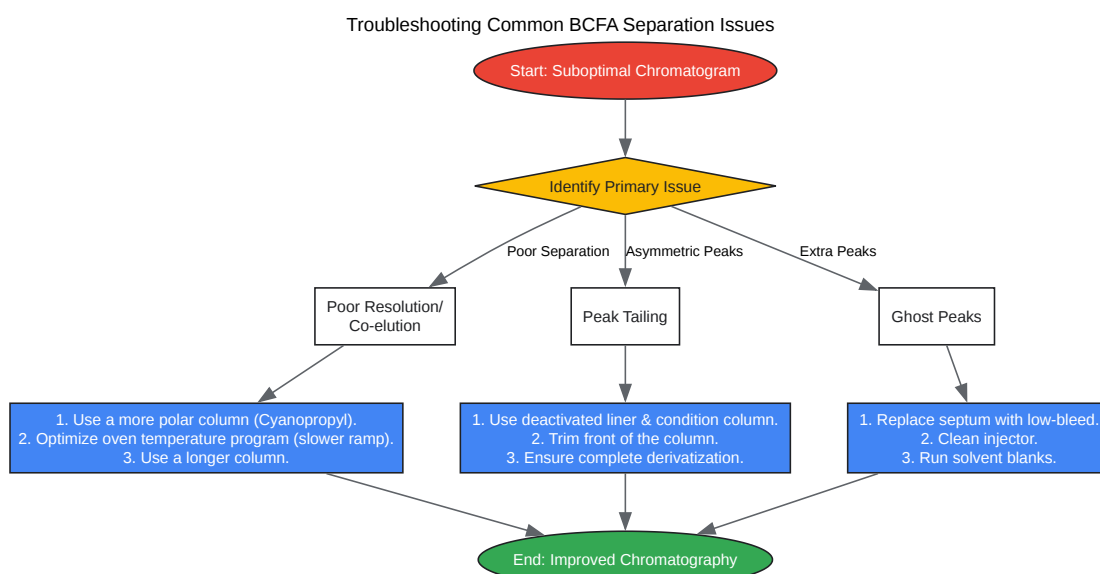 Troubleshooting Common BCFA Separation Issues
Start: Suboptimal Chromatogram
Identify Primary Issue
Poor Separation
Asymmetric Peaks
Extra Peaks
Poor Resolution/
Co-elution
Peak Tailing
Ghost Peaks
1. Use a more polar column (Cyanopropyl).
2. Optimize oven temperature program (slower ramp).
3. Use a longer column.
1. Use deactivated liner & condition column.
2. Trim front of the column.
3. Ensure complete derivatization.
1. Replace septum with low-bleed.
2. Clean injector.
3. Run solvent blanks.
End: Improved Chromatography